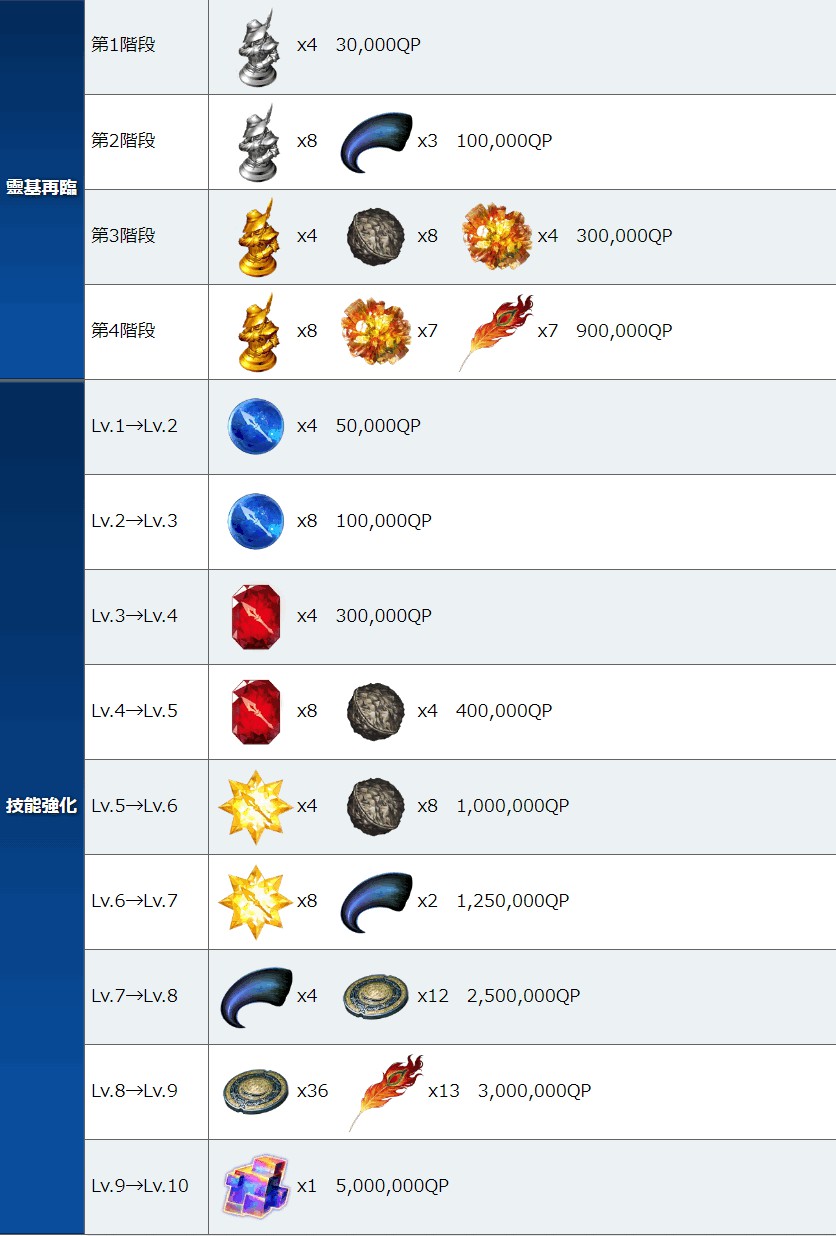 靈基再臨
第1階段 x4 30,000QP
第2階段 x8 x3 100,000QP
第3階段 x4 x8 x4 300,000QP
第4階段 x8 x7 x7 900,000QP
技能強化
Lv.1→Lv.2 x4 50,000QP
Lv.2→Lv.3 x8 100,000QP
Lv.3→Lv.4 x4 300,000QP
Lv.4→Lv.5 x8 x4 400,000QP
Lv.5→Lv.6 x4 x8 1,000,000QP
Lv.6→Lv.7 x8 x2 1,250,000QP
Lv.7→Lv.8 x4 x12 2,500,000QP
Lv.8→Lv.9 x36 x13 3,000,000QP
Lv.9→Lv.10 x1 5,000,000QP